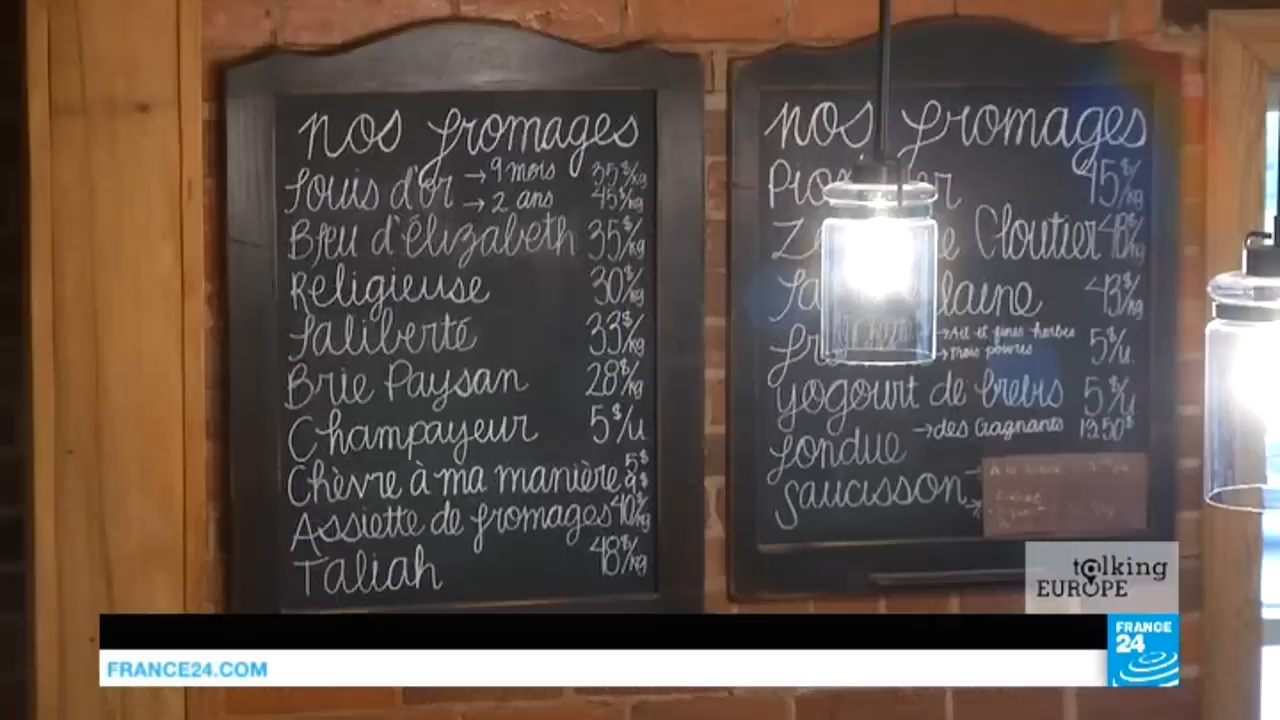 nos fromages
Louis d'or → 9 mois 35$/kg
→ 2 ans 45$/kg
Bleu d'élizabeth 35$/kg
Religieuse 30$/kg
Laliberté 33$/kg
Brie Paysan 28$/kg
Champayeur 5$/u
Chèvre à ma manière 5$
9$
Assiette de fromages 40$/kg
Taliah 48$/kg
nos fromages
45$/kg
Cloutier 48$/kg
laine 43$/kg
→ Ail et fines herbes 5$/u.
→ Trois poivres
yogourt de brebis 5$/u
fondue → des Gagnants 19.50$
Saucisson →
talking
EUROPE
FRANCE
24
FRANCE24.COM